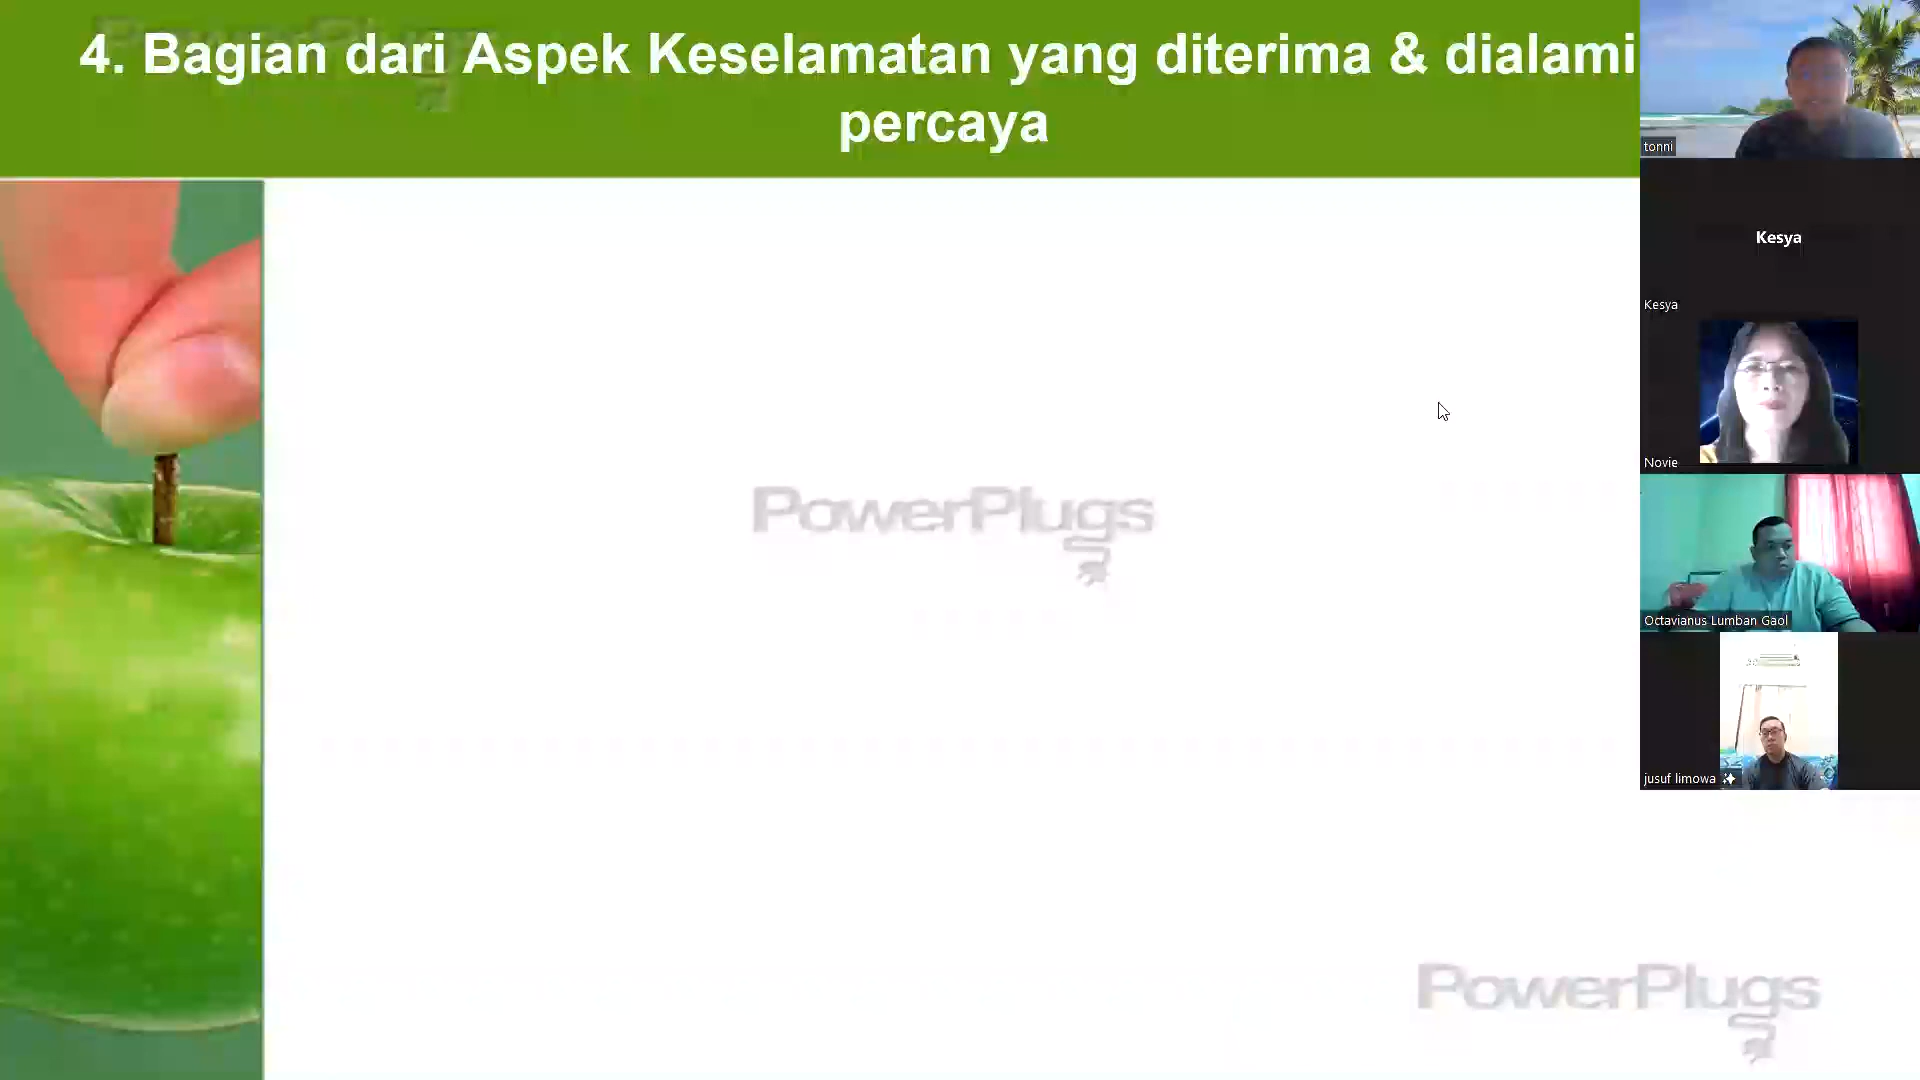 4. Bagian dari Aspek Keselamatan yang diterima & dialami
percaya
tonni
Kesya
Kesya
Novie
Octavianus Lumban Gaol
jusuf limowa ✨
PowerPlugs
PowerPlugs